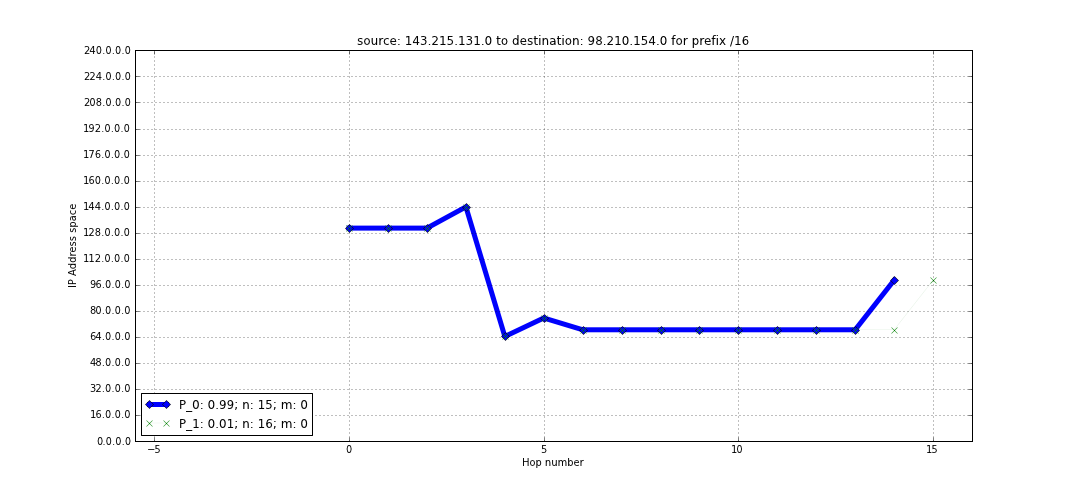 source: 143.215.131.0 to destination: 98.210.154.0 for prefix /16
240.0.0.0
224.0.0.0
208.0.0.0
192.0.0.0
176.0.0.0
160.0.0.0
144.0.0.0
128.0.0.0
112.0.0.0
96.0.0.0
80.0.0.0
64.0.0.0
48.0.0.0
32.0.0.0
16.0.0.0
0.0.0.0
IP Address space
P_0: 0.99; n: 15; m: 0
P_1: 0.01; n: 16; m: 0
−5 0 5 10 15
Hop number